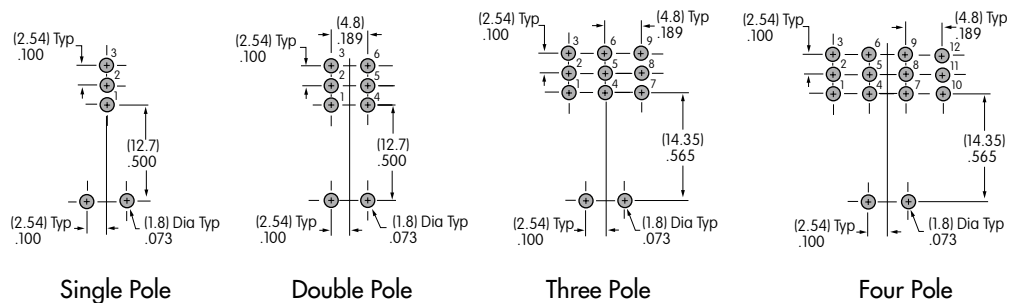 (2.54) Typ
.100
3
2
1
(12.7)
.500
(2.54) Typ
.100
(1.8) Dia Typ
.073
Single Pole
(4.8)
.189
(2.54) Typ
.100
3 6
2 5
1 4
(12.7)
.500
(2.54) Typ
.100
(1.8) Dia Typ
.073
Double Pole
(4.8) Typ
.189
(2.54) Typ
.100
3 6 9
2 5 8
1 4 7
(14.35)
.565
(2.54) Typ
.100
(1.8) Dia Typ
.073
Three Pole
(4.8) Typ
.189
(2.54) Typ
.100
3 6 9 12
2 5 8 11
1 4 7 10
(14.35)
.565
(2.54) Typ
.100
(1.8) Dia Typ
.073
Four Pole